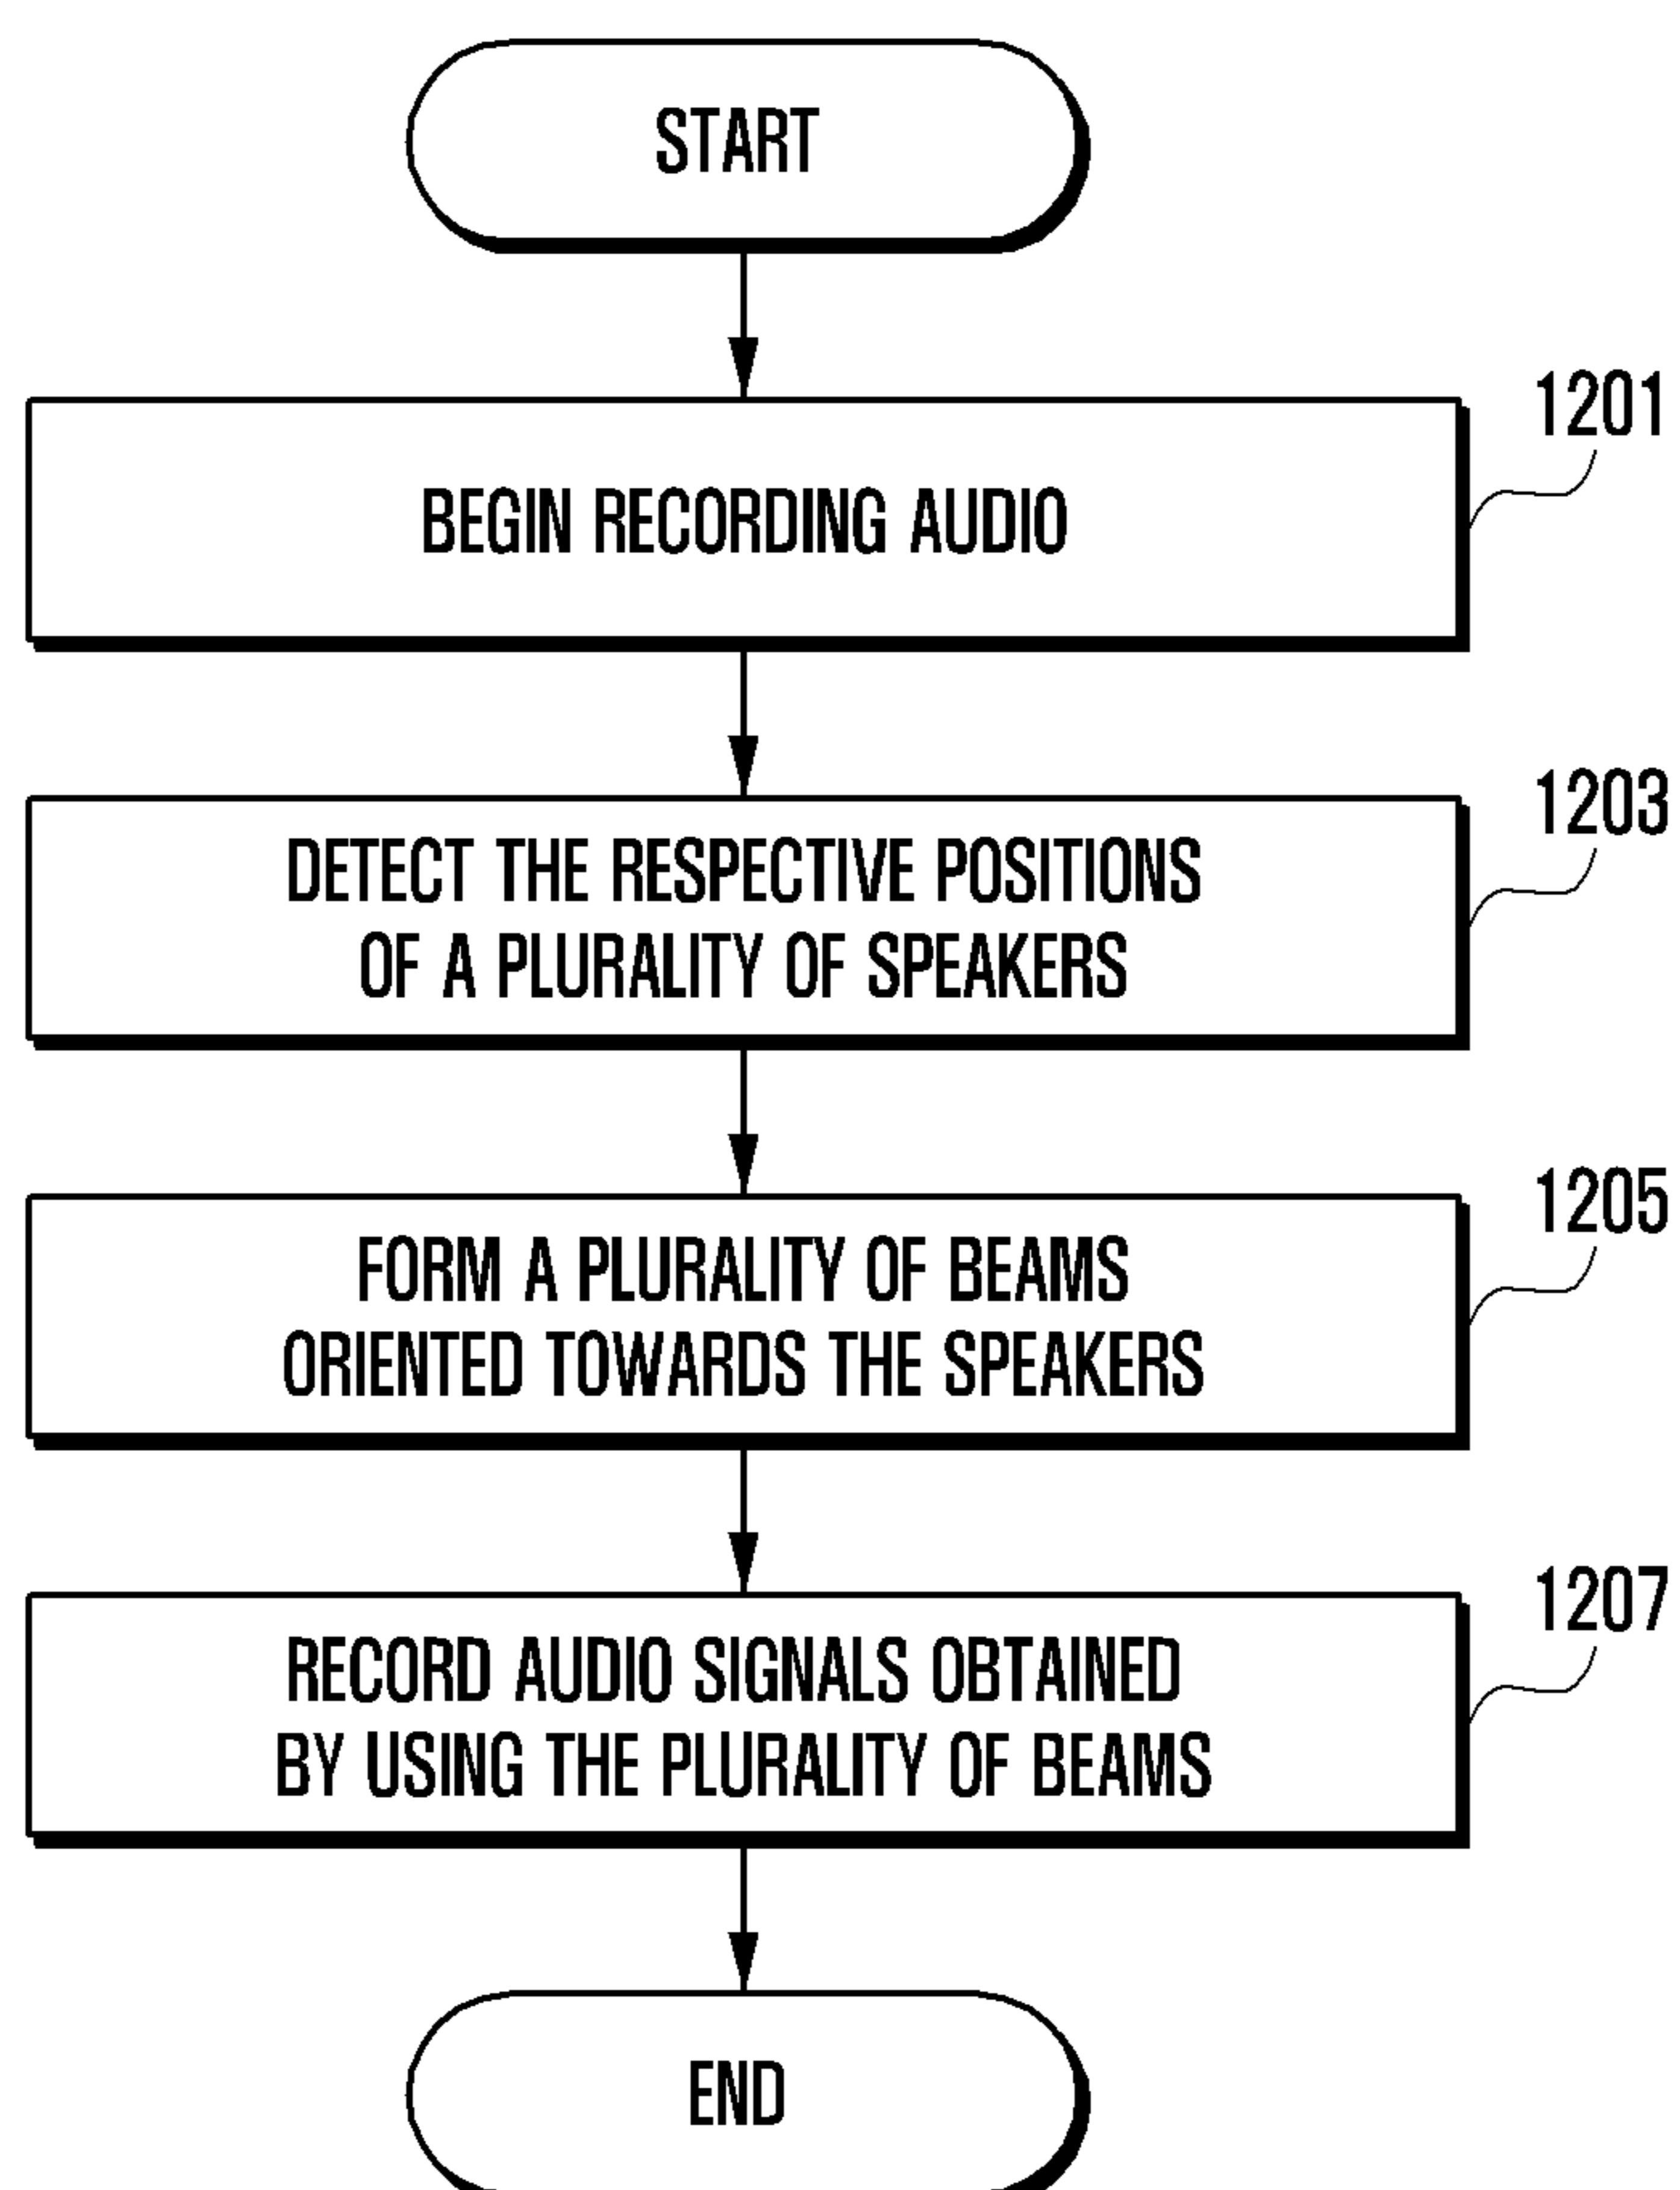 START
1201
BEGIN RECORDING AUDIO
1203
DETECT THE RESPECTIVE POSITIONS
OF A PLURALITY OF SPEAKERS
1205
FORM A PLURALITY OF BEAMS
ORIENTED TOWARDS THE SPEAKERS
1207
RECORD AUDIO SIGNALS OBTAINED
BY USING THE PLURALITY OF BEAMS
END